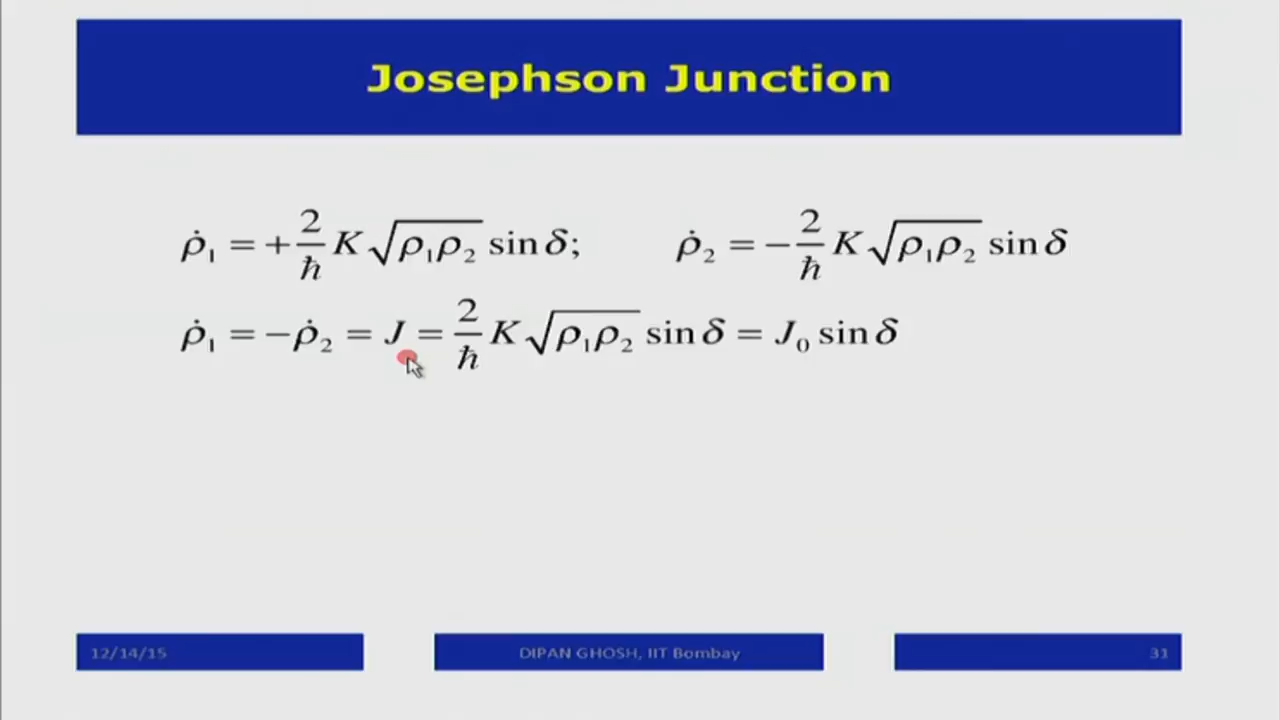 Josephson Junction
ρ̇₁ = +2/ħ K√ρ₁ρ₂ sin δ; ρ̇₂ = −2/ħ K√ρ₁ρ₂ sin δ
ρ̇₁ = −ρ̇₂ = J = 2/ħ K√ρ₁ρ₂ sin δ = J₀ sin δ
12/14/15 DIPAN GHOSH, IIT Bombay 31